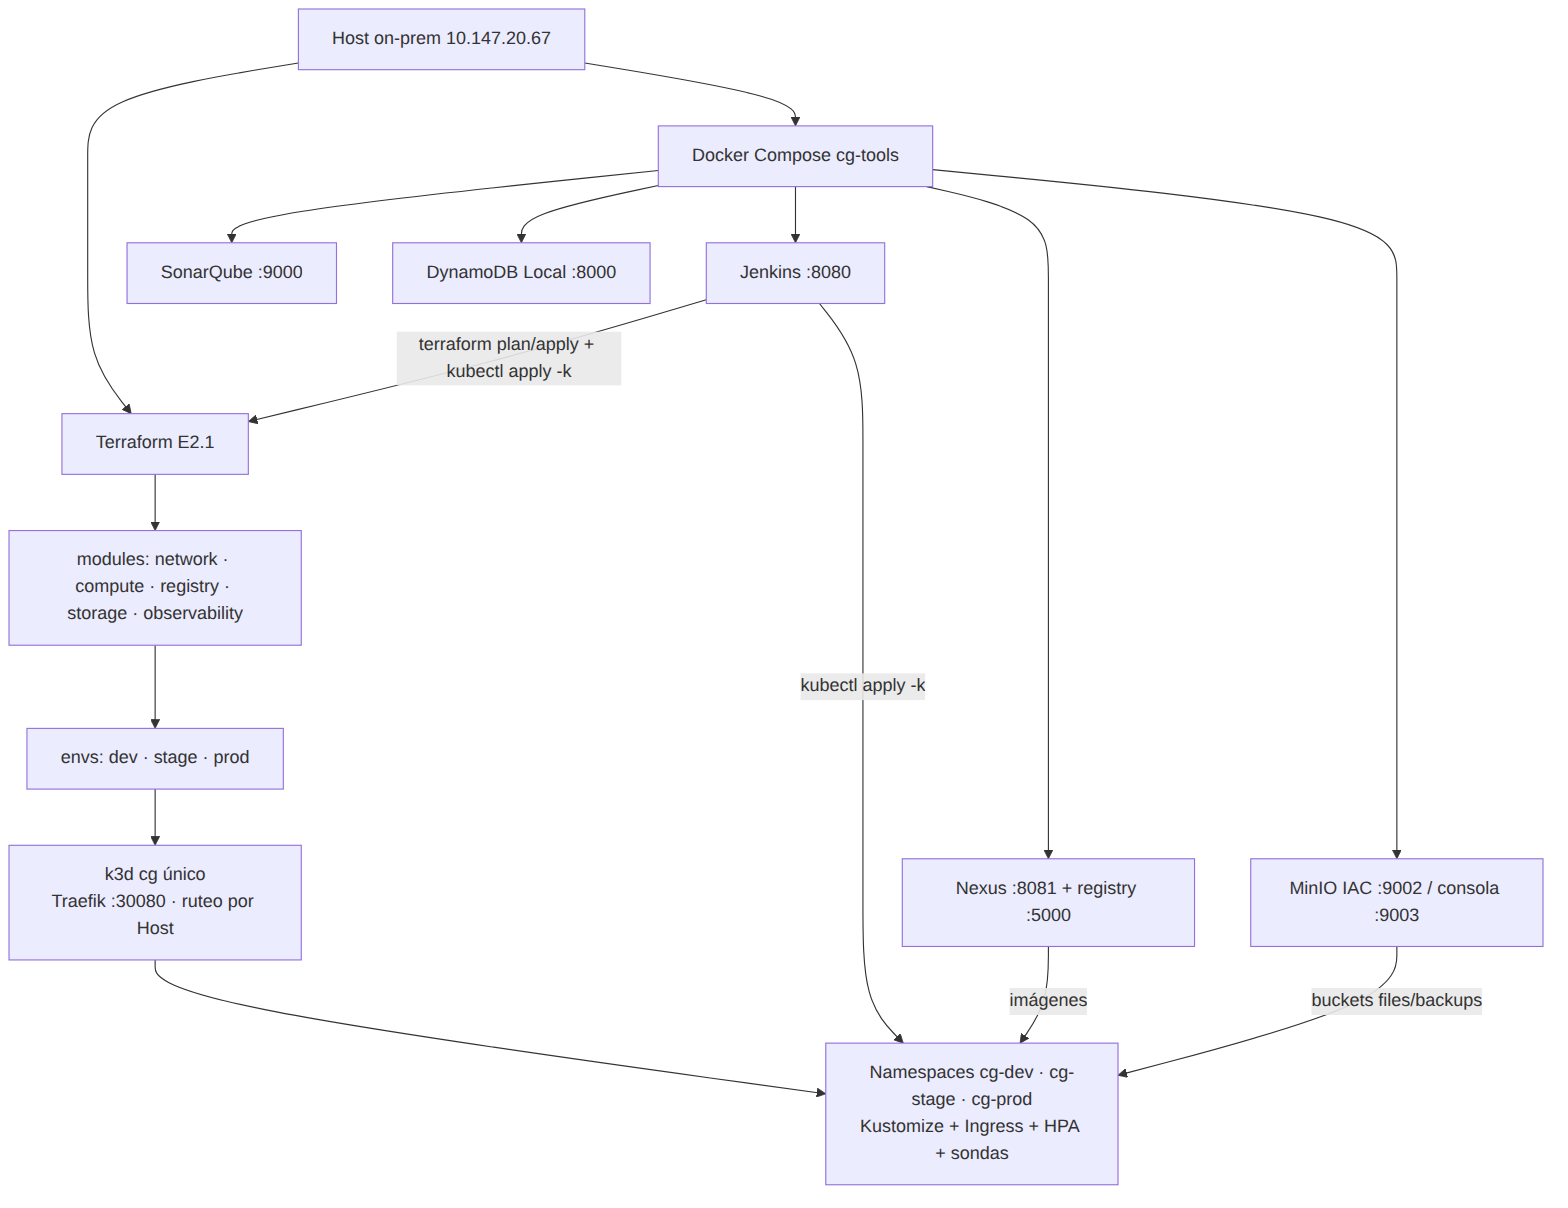 Host on-prem 10.147.20.67
Docker Compose cg-tools
SonarQube :9000
DynamoDB Local :8000
Jenkins :8080
terraform plan/apply +
kubectl apply -k
Terraform E2.1
modules: network ·
compute · registry ·
storage · observability
kubectl apply -k
envs: dev · stage · prod
k3d cg único
Traefik :30080 · ruteo por
Host
Nexus :8081 + registry
:5000
MinIO IAC :9002 / consola
:9003
imágenes
buckets files/backups
Namespaces cg-dev · cg-
stage · cg-prod
Kustomize + Ingress + HPA
+ sondas